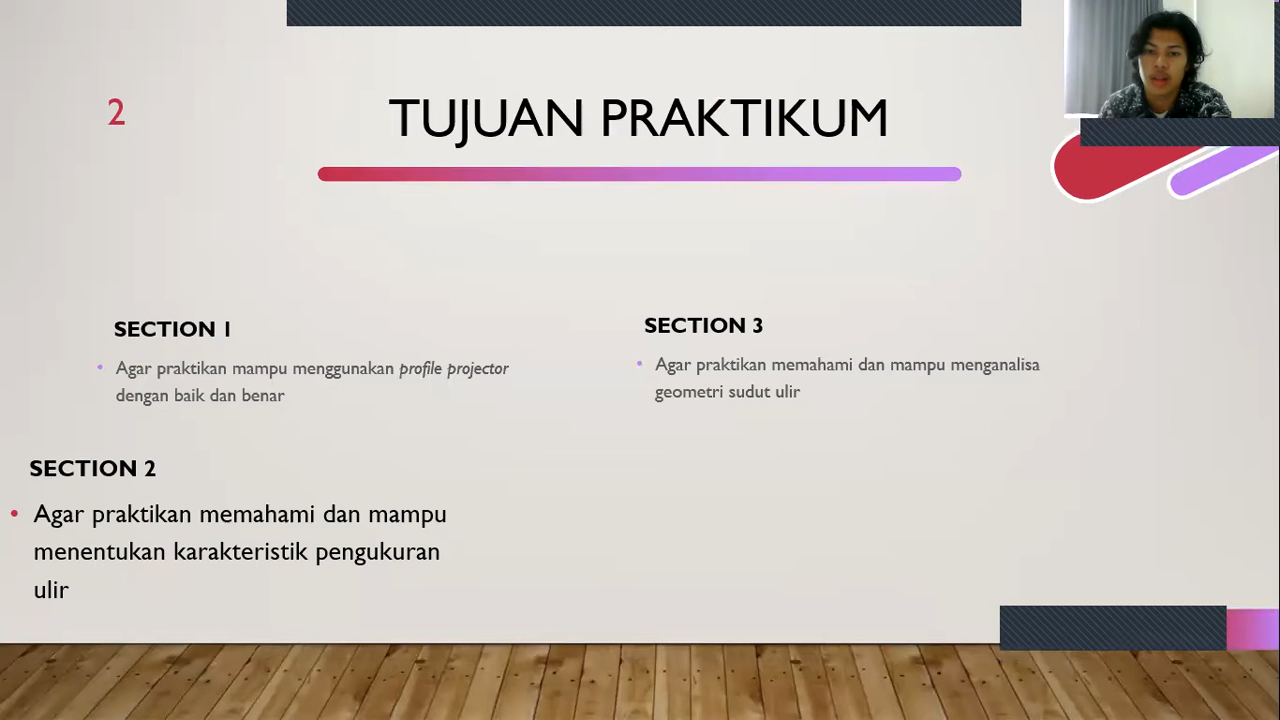 2
TUJUAN PRAKTIKUM
SECTION 1
• Agar praktikan mampu menggunakan profile projector
dengan baik dan benar
SECTION 2
• Agar praktikan memahami dan mampu
menentukan karakteristik pengukuran
ulir
SECTION 3
• Agar praktikan memahami dan mampu menganalisa
geometri sudut ulir